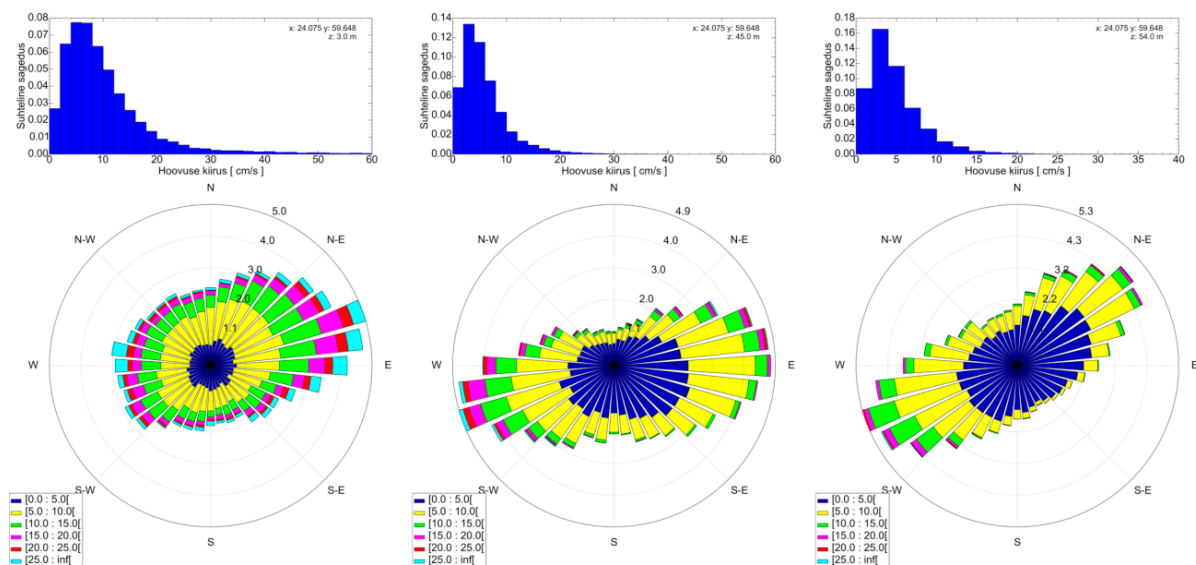 x: 24.075 y: 59.648
z: 3.0 m
Suhteline sagedus
0.08
0.07
0.06
0.05
0.04
0.03
0.02
0.01
0.00
0 10 20 30 40 50 60
Hoovuse kiirus [ cm/s ]
x: 24.075 y: 59.648
z: 45.0 m
Suhteline sagedus
0.14
0.12
0.10
0.08
0.06
0.04
0.02
0.00
0 10 20 30 40 50 60
Hoovuse kiirus [ cm/s ]
x: 24.075 y: 59.648
z: 54.0 m
Suhteline sagedus
0.18
0.16
0.14
0.12
0.10
0.08
0.06
0.04
0.02
0.00
0 5 10 15 20 25 30 35 40
Hoovuse kiirus [ cm/s ]
N
5.0
N-W
N-E
4.0
3.0
2.0
1.1
W
E
S-W
S-E
S
[0.0 : 5.0[
[5.0 : 10.0[
[10.0 : 15.0[
[15.0 : 20.0[
[20.0 : 25.0[
[25.0 : inf[
N
4.9
N-W
N-E
4.0
3.0
2.0
W
E
S-W
S-E
S
[0.0 : 5.0[
[5.0 : 10.0[
[10.0 : 15.0[
[15.0 : 20.0[
[20.0 : 25.0[
[25.0 : inf[
N
5.3
N-W
N-E
4.3
3.2
2.2
W
E
S-W
S-E
S
[0.0 : 5.0[
[5.0 : 10.0[
[10.0 : 15.0[
[15.0 : 20.0[
[20.0 : 25.0[
[25.0 : inf[